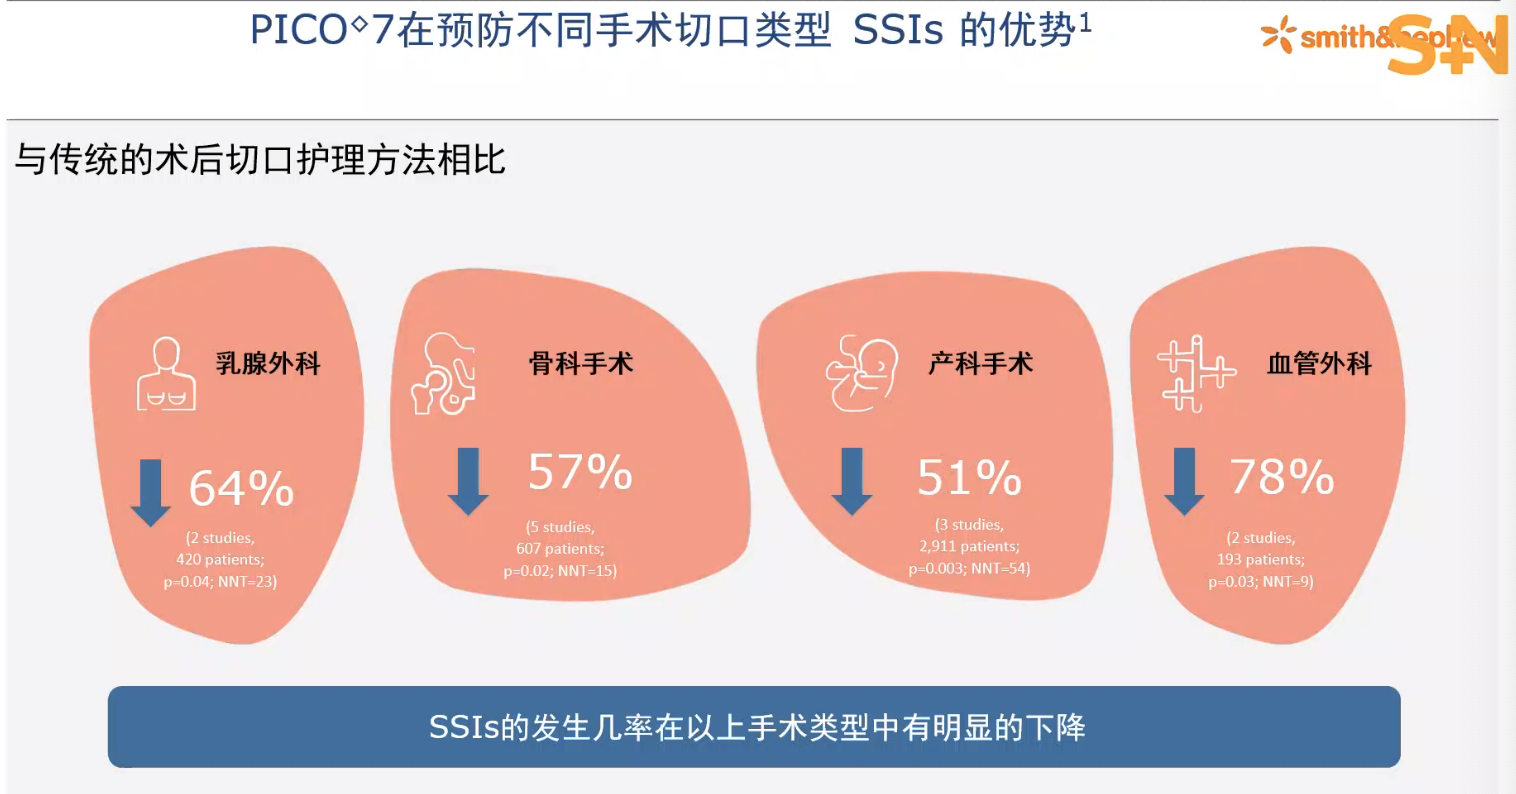 PICO◇7在预防不同手术切口类型 SSIs 的优势1
smith&nephew
S+N
与传统的术后切口护理方法相比
乳腺外科
64%
(2 studies,
420 patients;
p=0.04; NNT=23)
骨科手术
57%
(5 studies,
607 patients;
p=0.02; NNT=15)
产科手术
51%
(3 studies,
2,911 patients;
p=0.003; NNT=54)
血管外科
78%
(2 studies,
193 patients;
p=0.03; NNT=9)
SSIs的发生几率在以上手术类型中有明显的下降